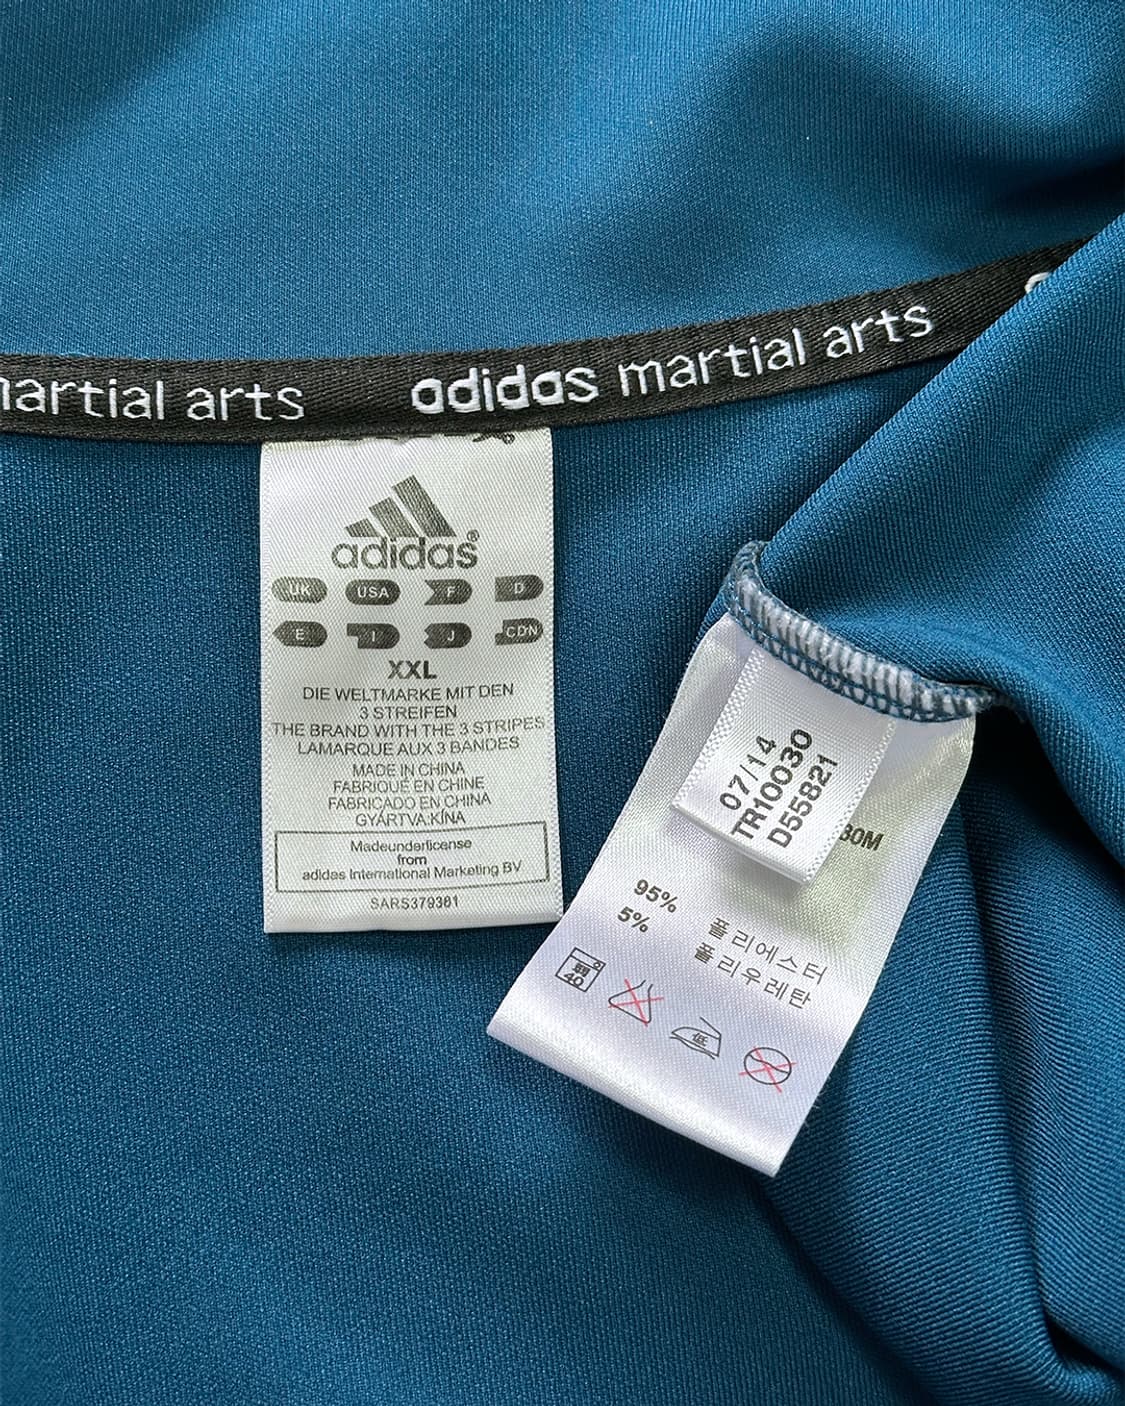 martial arts adidas martial arts
adidas®
UK USA F D
E I J CDN
XXL
DIE WELTMARKE MIT DEN
3 STREIFEN
THE BRAND WITH THE 3 STRIPES
LAMARQUE AUX 3 BANDES
MADE IN CHINA
FABRIQUÉ EN CHINE
FABRICADO EN CHINA
GYÁRTVA:KÍNA
Madeunderlicense
from
adidas International Marketing BV
SARS379361
07/14
TR10030
D55821
95% 폴리에스터
5% 폴리우레탄
弱
40
低